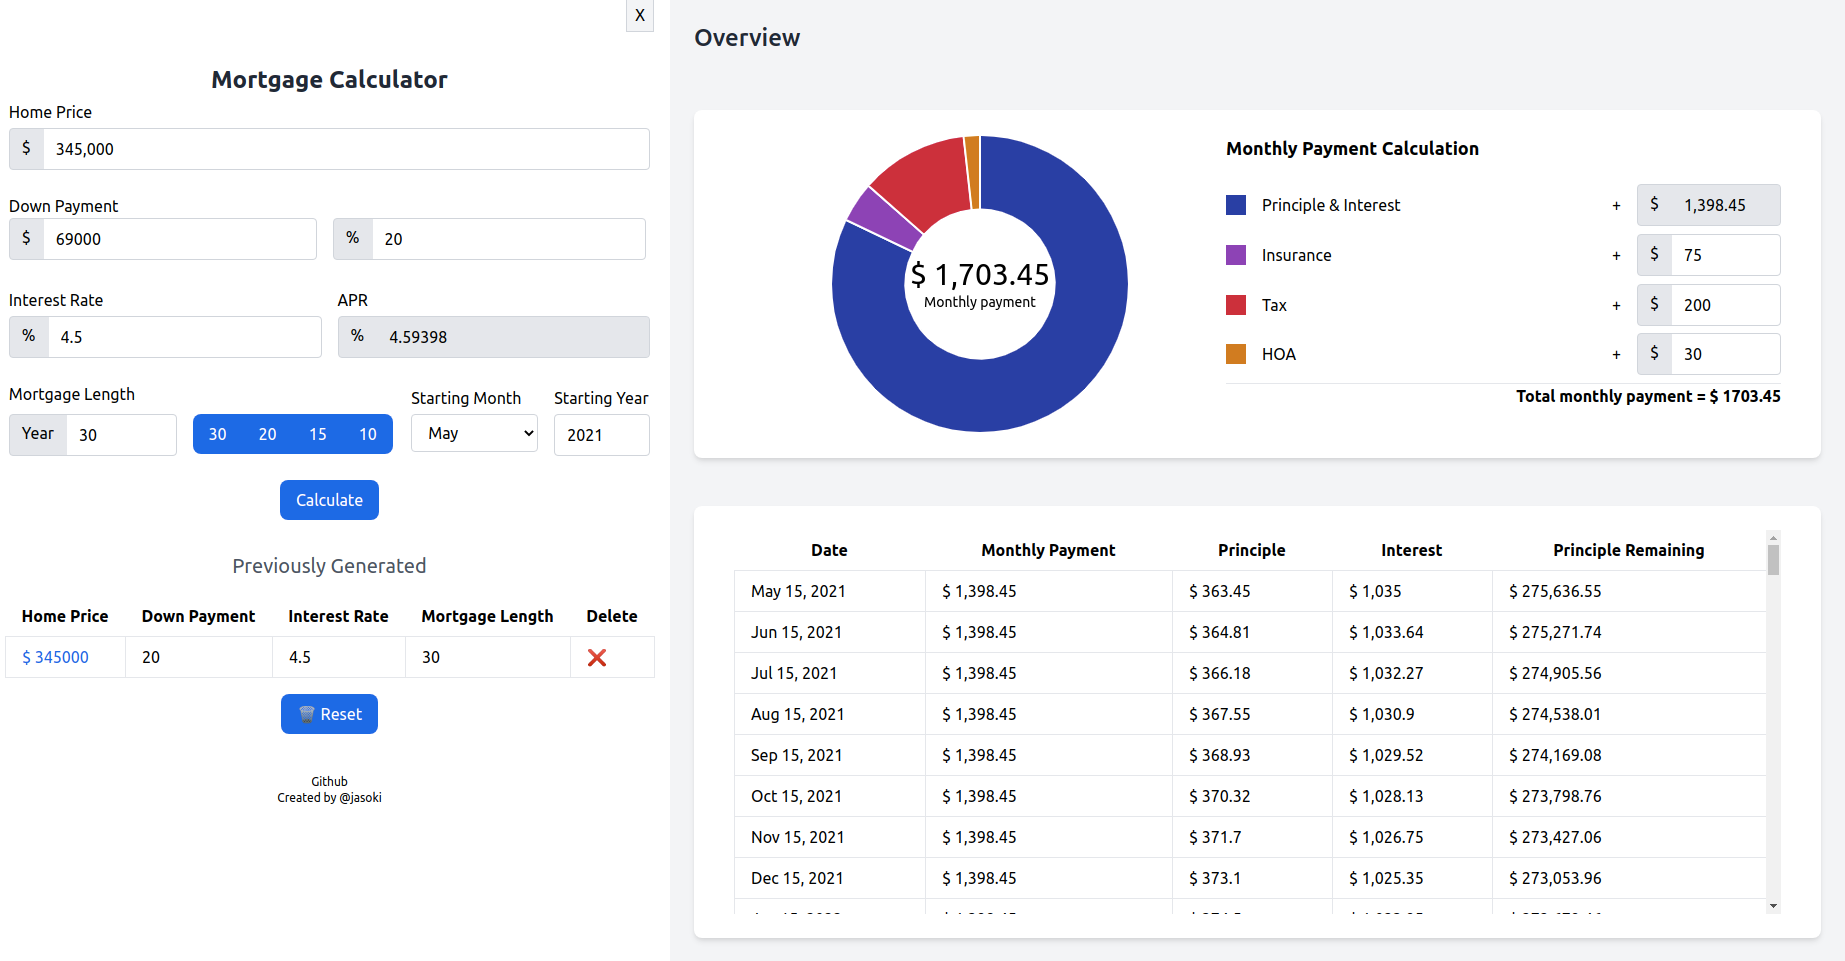 X
Mortgage Calculator
Home Price
$ 345,000
Down Payment
$ 69000 % 20
Interest Rate APR
% 4.5 % 4.59398
Mortgage Length Starting Month Starting Year
Year 30 30 20 15 10 May 2021
Calculate
Previously Generated
Home Price Down Payment Interest Rate Mortgage Length Delete
$ 345000 20 4.5 30
Reset
Github
Created by @jasoki
Overview
$ 1,703.45
Monthly payment
Monthly Payment Calculation
Principle & Interest + $ 1,398.45
Insurance + $ 75
Tax + $ 200
HOA + $ 30
Total monthly payment = $ 1703.45
Date Monthly Payment Principle Interest Principle Remaining
May 15, 2021 $ 1,398.45 $ 363.45 $ 1,035 $ 275,636.55
Jun 15, 2021 $ 1,398.45 $ 364.81 $ 1,033.64 $ 275,271.74
Jul 15, 2021 $ 1,398.45 $ 366.18 $ 1,032.27 $ 274,905.56
Aug 15, 2021 $ 1,398.45 $ 367.55 $ 1,030.9 $ 274,538.01
Sep 15, 2021 $ 1,398.45 $ 368.93 $ 1,029.52 $ 274,169.08
Oct 15, 2021 $ 1,398.45 $ 370.32 $ 1,028.13 $ 273,798.76
Nov 15, 2021 $ 1,398.45 $ 371.7 $ 1,026.75 $ 273,427.06
Dec 15, 2021 $ 1,398.45 $ 373.1 $ 1,025.35 $ 273,053.96